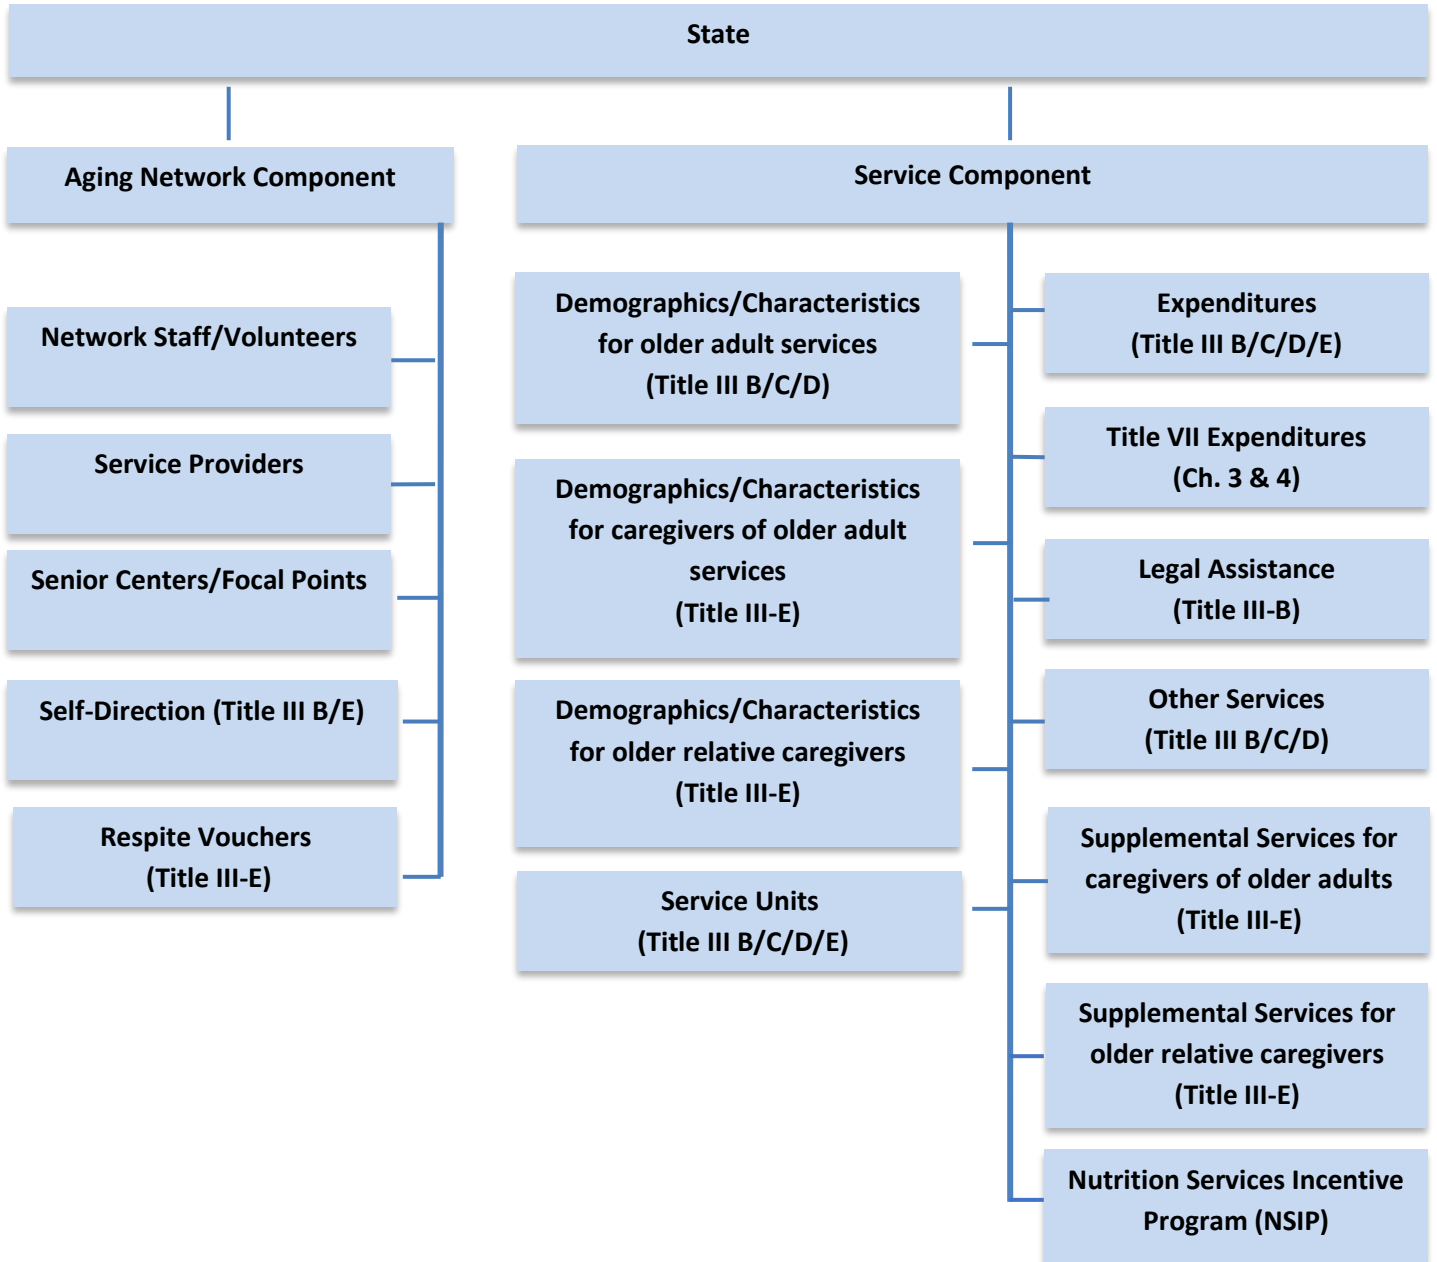 State
Aging Network Component
Network Staff/Volunteers
Service Providers
Senior Centers/Focal Points
Self-Direction (Title III B/E)
Respite Vouchers
(Title III-E)
Service Component
Demographics/Characteristics
for older adult services
(Title III B/C/D)
Demographics/Characteristics
for caregivers of older adult
services
(Title III-E)
Demographics/Characteristics
for older relative caregivers
(Title III-E)
Service Units
(Title III B/C/D/E)
Expenditures
(Title III B/C/D/E)
Title VII Expenditures
(Ch. 3 & 4)
Legal Assistance
(Title III-B)
Other Services
(Title III B/C/D)
Supplemental Services for
caregivers of older adults
(Title III-E)
Supplemental Services for
older relative caregivers
(Title III-E)
Nutrition Services Incentive
Program (NSIP)